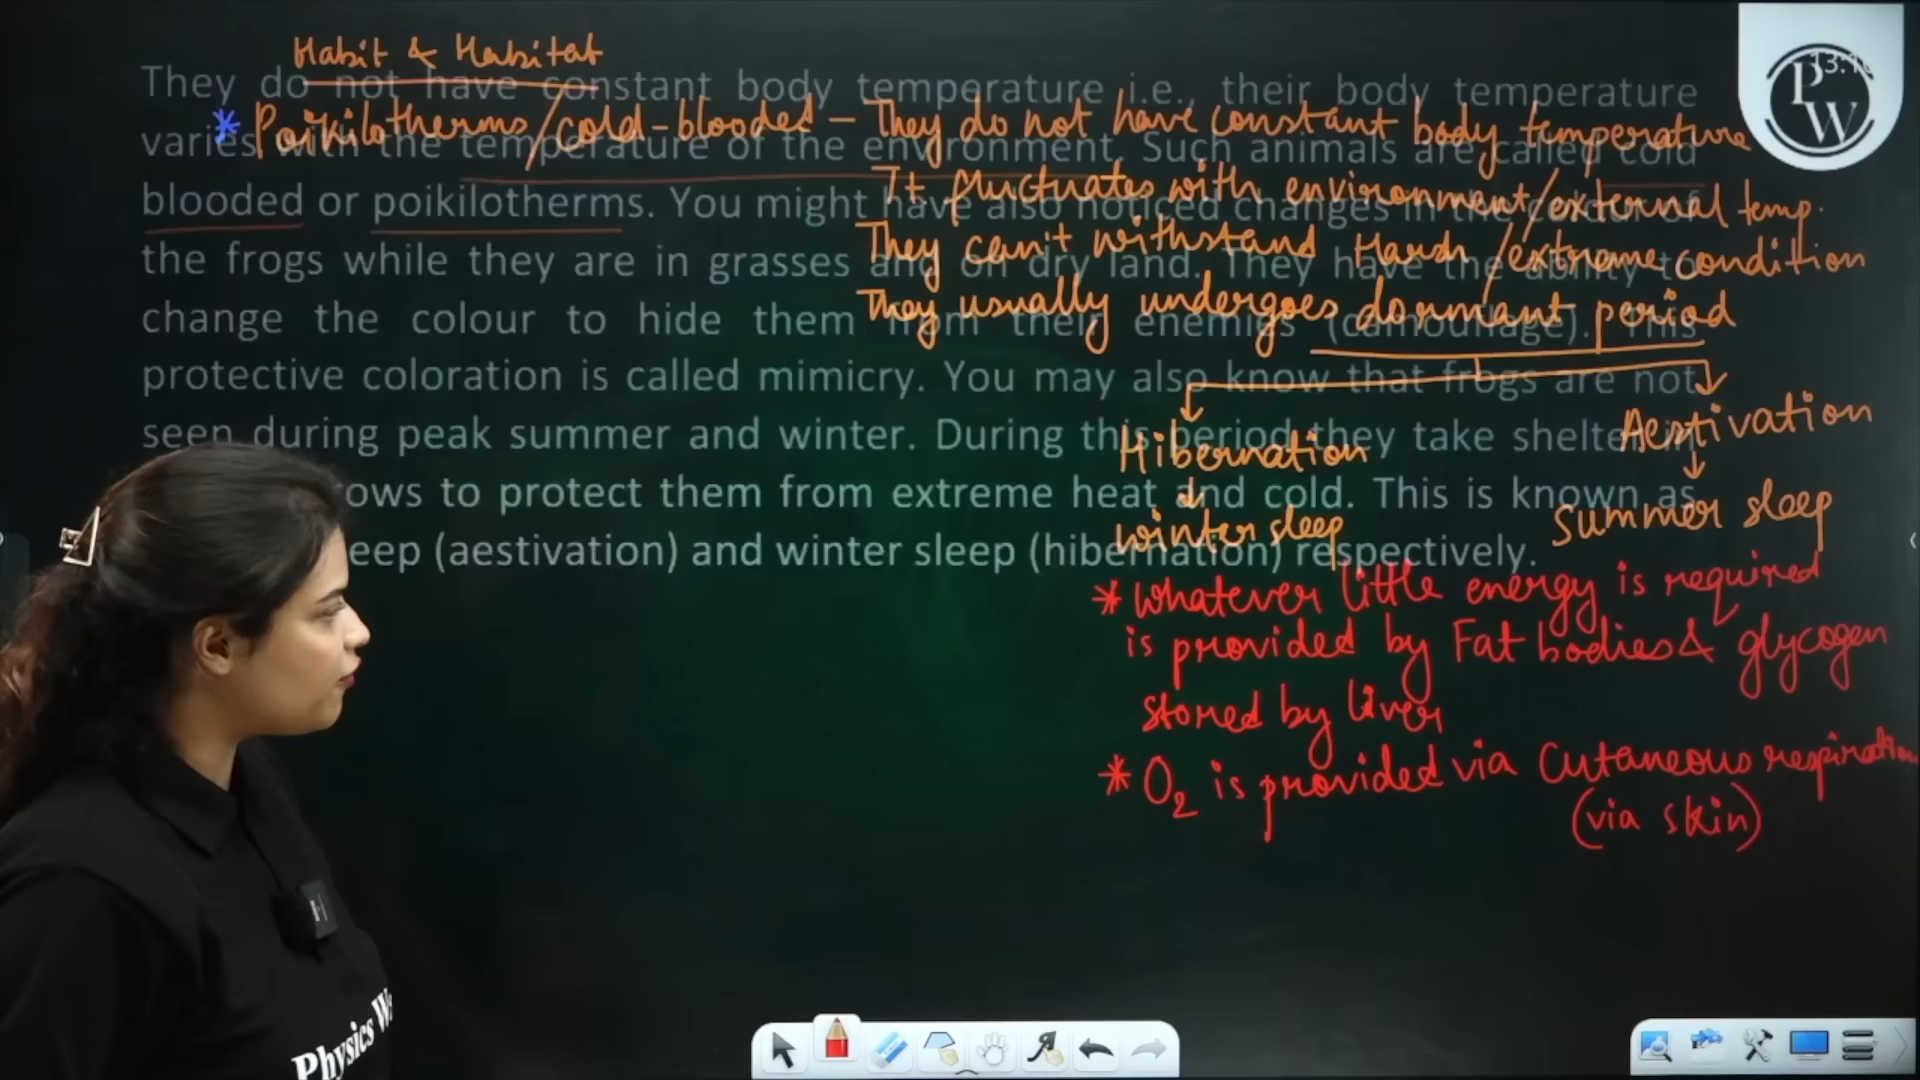 Habit & Habitat
They do not have constant body temperature i.e., their body temperature
* Poikilotherms/cold-blooded – They do not have constant body temperature
varies with the temperature of the environment. Such animals are called cold
It fluctuates with environment/external temp.
blooded or poikilotherms. You might have also noticed changes in the colour of
They can't withstand Harsh/extreme condition
the frogs while they are in grasses and on dry land. They have the ability to
They usually undergoes dormant period
change the colour to hide them from their enemies (camouflage). This
protective coloration is called mimicry. You may also know that frogs are not
Hibernation
Aestivation
seen during peak summer and winter. During this period they take shelter in
rows to protect them from extreme heat and cold. This is known as
winter sleep
Summer sleep
eep (aestivation) and winter sleep (hibernation) respectively.
* Whatever little energy is required
is provided by Fat bodies & glycogen
stored by liver
* O2 is provided via Cutaneous respiration
(via skin)
PW
Physics W